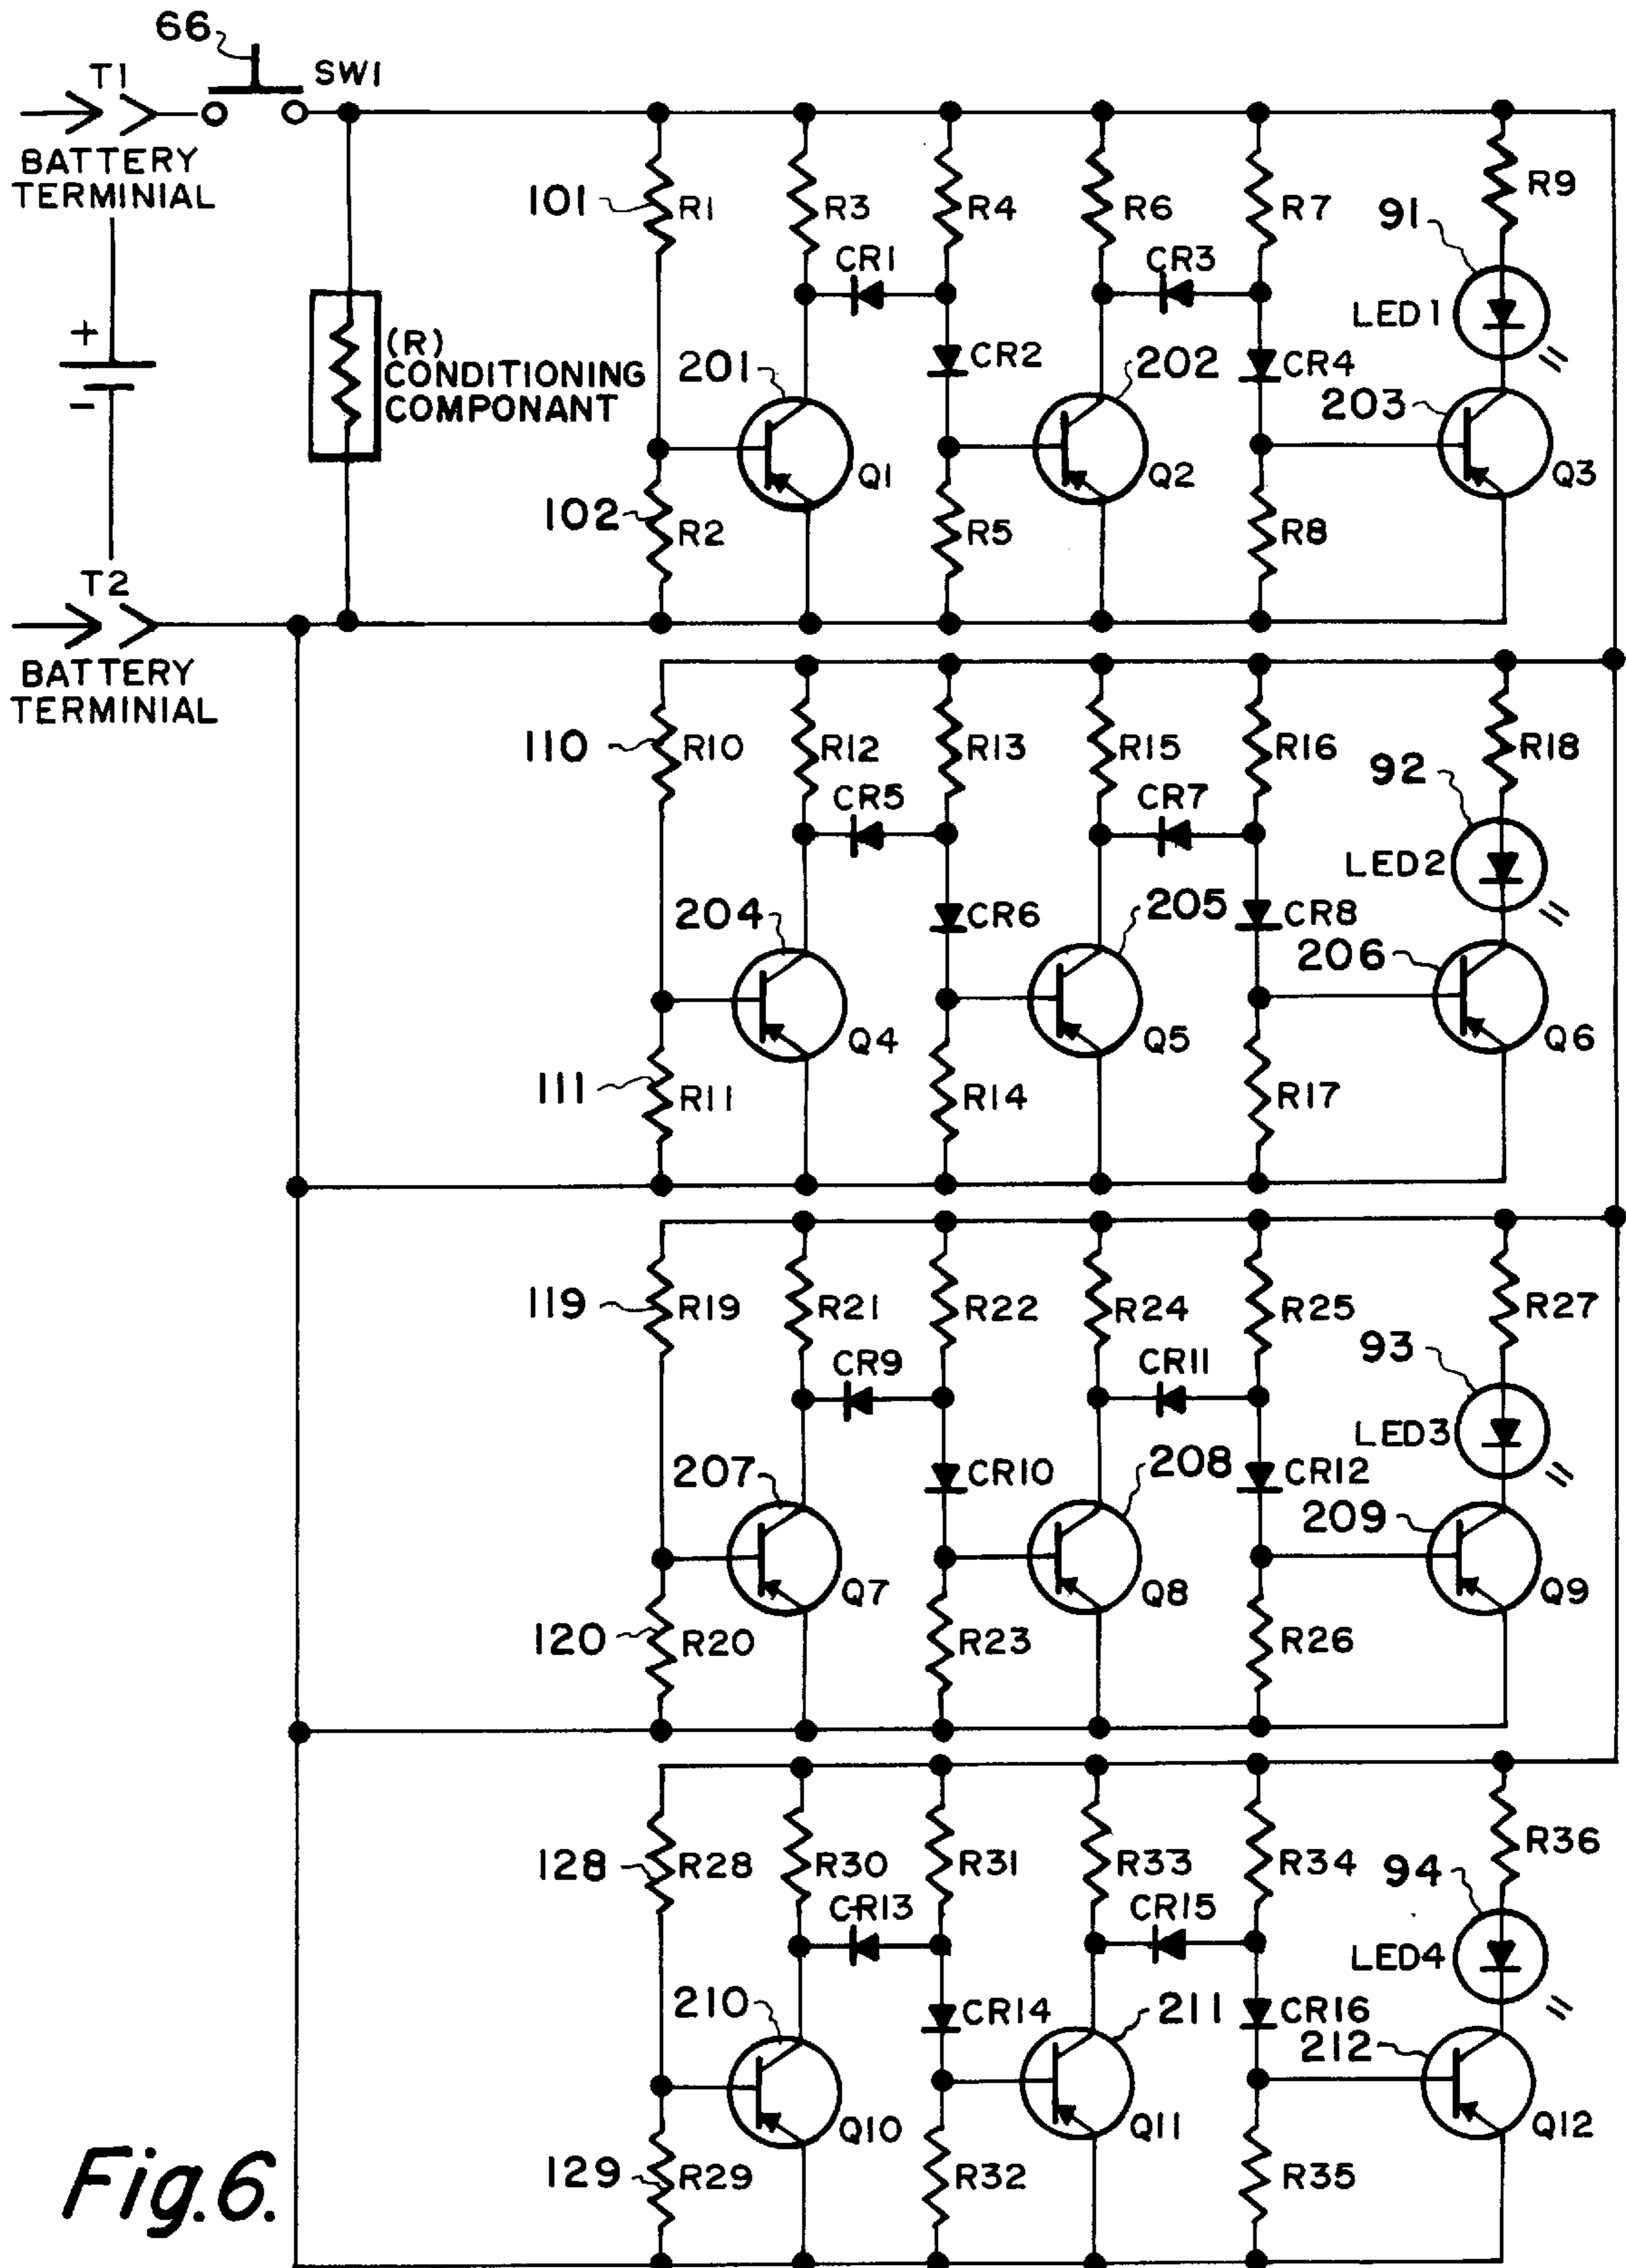 66
T1
SW1
BATTERY
TERMINIAL
101
R1
R3
R4
R6
R7
R9
91
CR1
CR3
LED1
+
-
(R)
CONDITIONING
COMPONANT
201
CR2
202
CR4
203
Q1
Q2
Q3
102
R2
R5
R8
T2
BATTERY
TERMINIAL
110
R10
R12
R13
R15
R16
R18
92
CR5
CR7
LED2
204
CR6
205
CR8
206
Q4
Q5
Q6
111
R11
R14
R17
119
R19
R21
R22
R24
R25
R27
93
CR9
CR11
LED3
207
CR10
208
CR12
209
Q7
Q8
Q9
120
R20
R23
R26
128
R28
R30
R31
R33
R34
R36
94
CR13
CR15
LED4
210
CR14
211
CR16
212
Q10
Q11
Q12
129
R29
R32
R35
Fig.6.